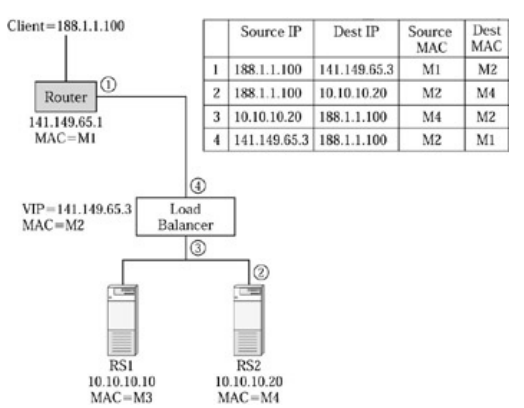 Client=188.1.1.100
Source IP Dest IP Source MAC Dest MAC
1 188.1.1.100 141.149.65.3 M1 M2
2 188.1.1.100 10.10.10.20 M2 M4
3 10.10.10.20 188.1.1.100 M4 M2
4 141.149.65.3 188.1.1.100 M2 M1
①
Router
141.149.65.1
MAC=M1
④
VIP=141.149.65.3
MAC=M2
Load
Balancer
③
②
RS1
10.10.10.10
MAC=M3
RS2
10.10.10.20
MAC=M4